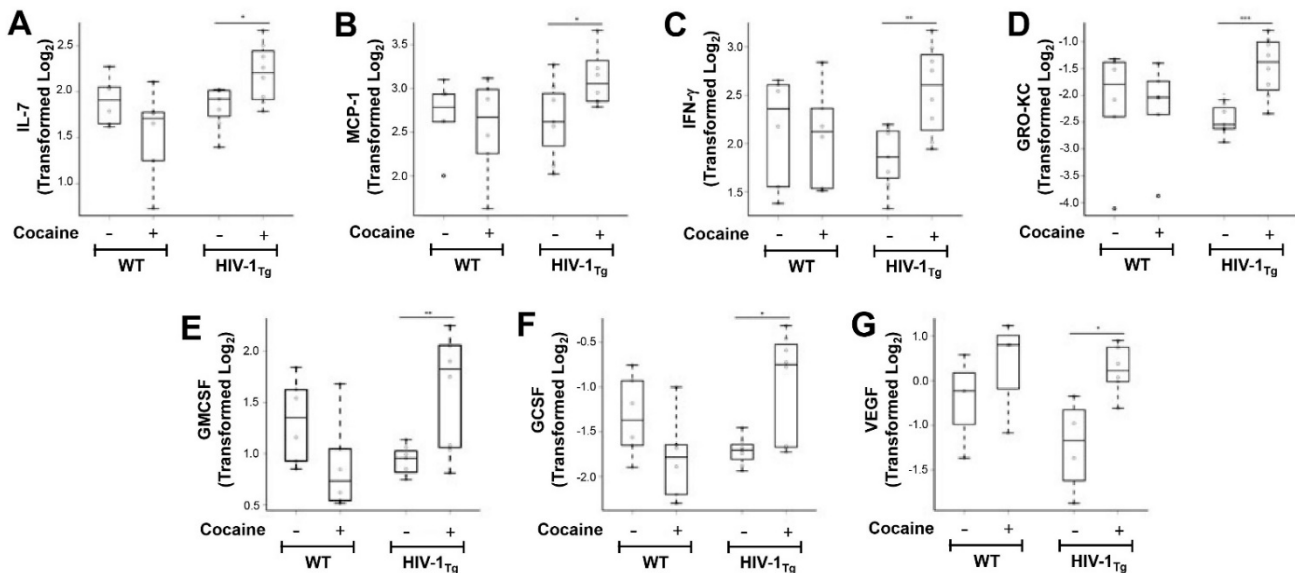 A
IL-7
(Transformed Log₂)
2.5
2.0
1.5
1.0
*
Cocaine - + - +
WT HIV-1Tg
B
MCP-1
(Transformed Log₂)
3.5
3.0
2.5
2.0
*
Cocaine - + - +
WT HIV-1Tg
C
IFN-γ
(Transformed Log₂)
3.0
2.5
2.0
1.5
**
Cocaine - + - +
WT HIV-1Tg
D
GRO-KC
(Transformed Log₂)
-1.0
-1.5
-2.0
-2.5
-3.0
-3.5
-4.0
***
Cocaine - + - +
WT HIV-1Tg
E
GMCSF
(Transformed Log₂)
2.0
1.5
1.0
0.5
**
Cocaine - + - +
WT HIV-1Tg
F
GCSF
(Transformed Log₂)
-0.5
-1.0
-1.5
-2.0
*
Cocaine - + - +
WT HIV-1Tg
G
VEGF
(Transformed Log₂)
1.0
0.0
-1.0
-1.5
*
Cocaine - + - +
WT HIV-1Tg